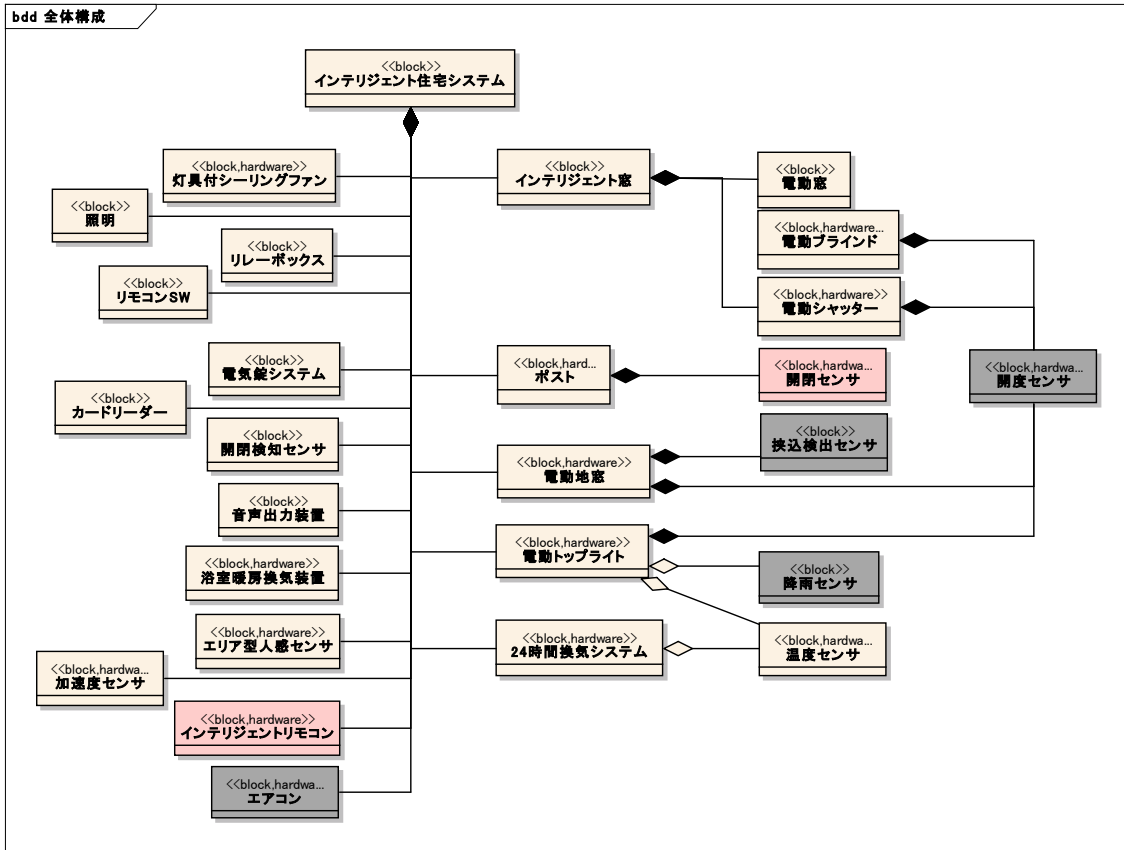 bdd 全体構成
<<block>>
インテリジェント住宅システム
<<block,hardware>>
灯具付シーリングファン
<<block>>
照明
<<block>>
リレーボックス
<<block>>
リモコンSW
<<block>>
電気錠システム
<<block>>
カードリーダー
<<block>>
開閉検知センサ
<<block>>
音声出力装置
<<block,hardware>>
浴室暖房換気装置
<<block,hardware>>
エリア型人感センサ
<<block,hardwa...
加速度センサ
<<block,hardware>>
インテリジェントリモコン
<<block,hardwa...
エアコン
<<block>>
インテリジェント窓
<<block>>
電動窓
<<block,hardware...
電動ブラインド
<<block,hardware>>
電動シャッター
<<block,hard...
ポスト
<<block,hardwa...
開閉センサ
<<block,hardwa...
開度センサ
<<block>>
挟込検出センサ
<<block,hardware>>
電動地窓
<<block,hardware>>
電動トップライト
<<block>>
降雨センサ
<<block,hardware>>
24時間換気システム
<<block,hardwa...
温度センサ